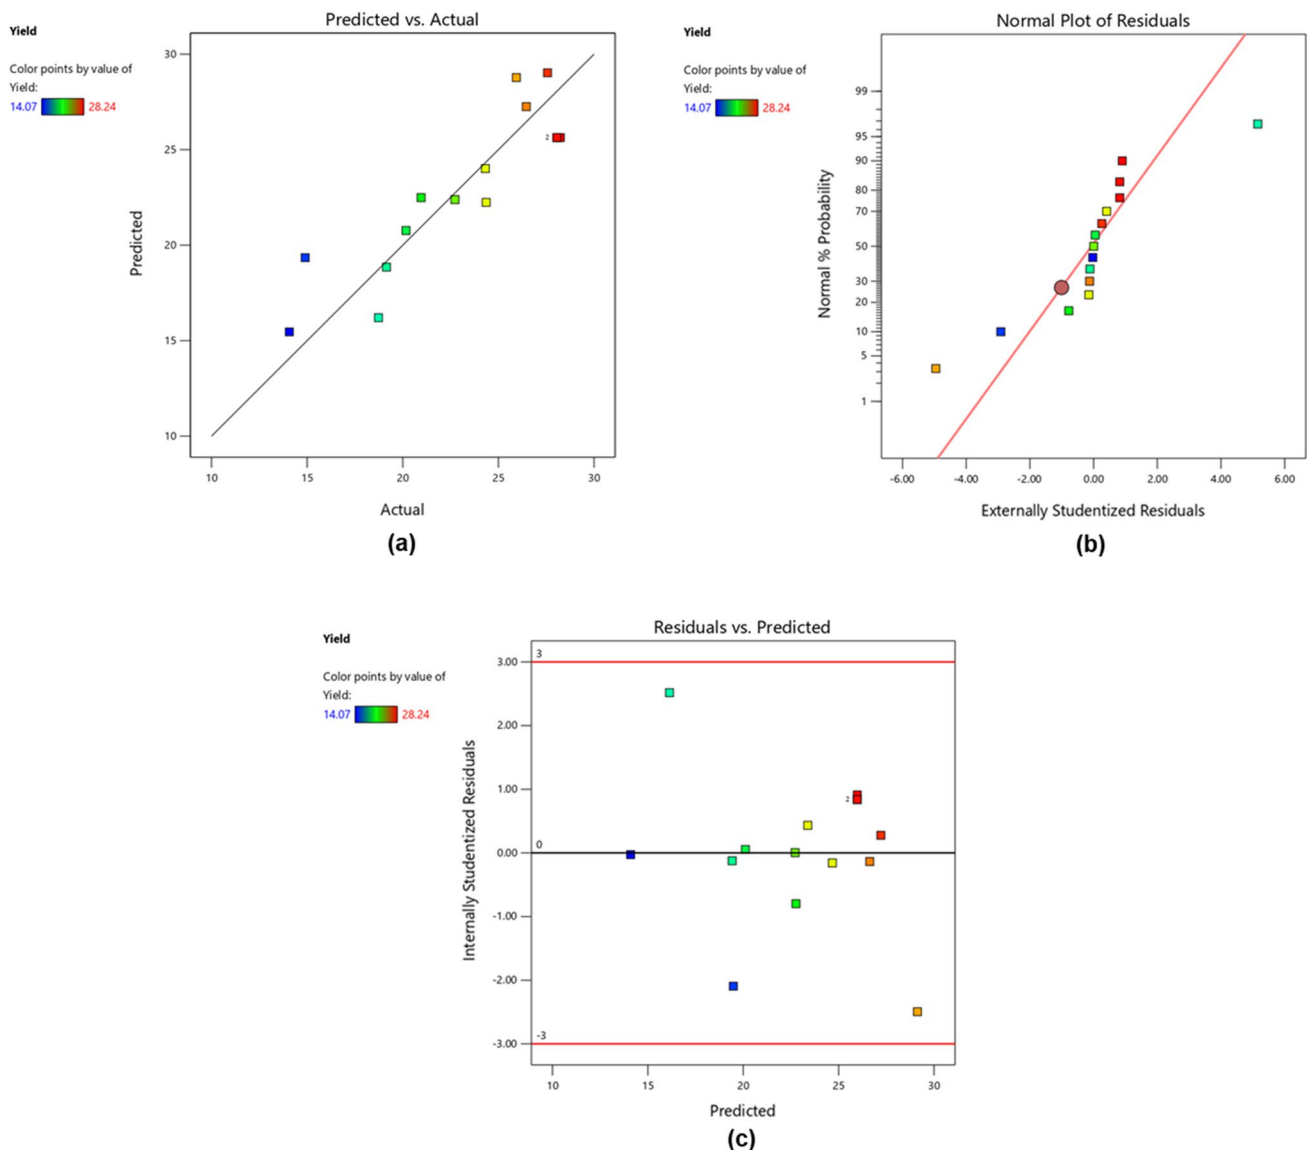 Predicted vs. Actual
Yield
Color points by value of
Yield:
14.07 28.24
Predicted
30
25
20
15
10
2
10 15 20 25 30
Actual
(a)
Normal Plot of Residuals
Yield
Color points by value of
Yield:
14.07 28.24
Normal % Probability
99
95
90
80
70
50
30
20
10
5
1
-6.00 -4.00 -2.00 0.00 2.00 4.00 6.00
Externally Studentized Residuals
(b)
Residuals vs. Predicted
Yield
Color points by value of
Yield:
14.07 28.24
Internally Studentized Residuals
3.00
2.00
1.00
0.00
-1.00
-2.00
-3.00
3
2
0
-3
10 15 20 25 30
Predicted
(c)